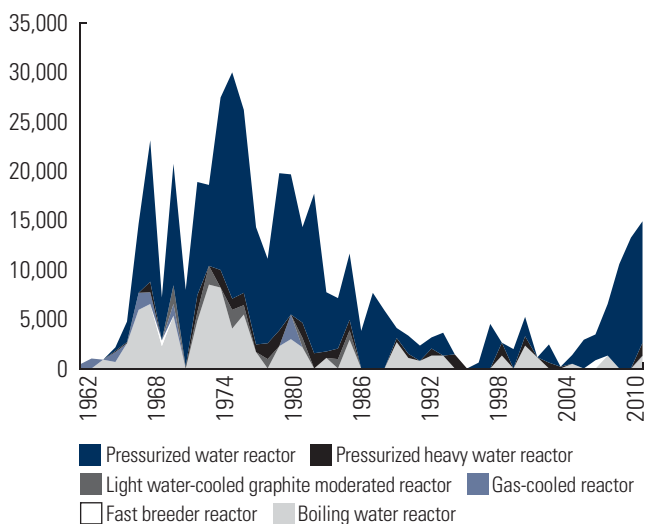 35,000
30,000
25,000
20,000
15,000
10,000
5,000
0
1962 1968 1974 1980 1986 1992 1998 2004 2010
Pressurized water reactor Pressurized heavy water reactor
Light water-cooled graphite moderated reactor Gas-cooled reactor
Fast breeder reactor Boiling water reactor